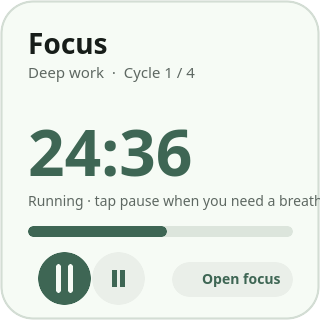 Focus
Deep work · Cycle 1 / 4
24:36
Running · tap pause when you need a breath
Open focus